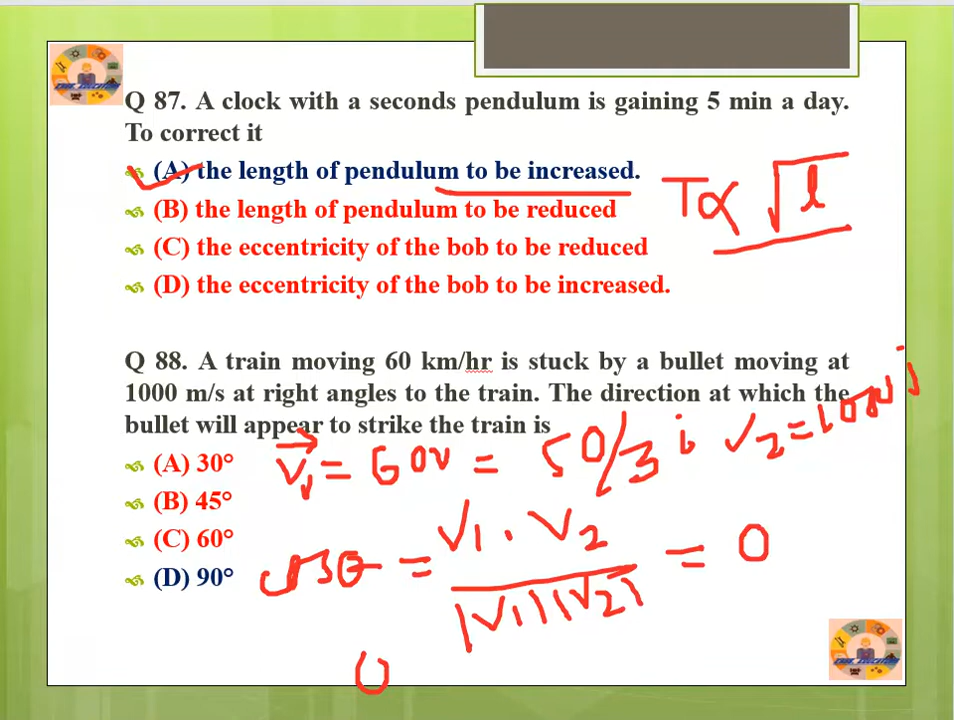 Q 87. A clock with a seconds pendulum is gaining 5 min a day.
To correct it
(A) the length of pendulum to be increased.
T∝ √l
(B) the length of pendulum to be reduced
(C) the eccentricity of the bob to be reduced
(D) the eccentricity of the bob to be increased.
Q 88. A train moving 60 km/hr is stuck by a bullet moving at
1000 m/s at right angles to the train. The direction at which the
bullet will appear to strike the train is
(A) 30°
V₁ = 60 = 50/3 i V₂ = j
(B) 45°
(C) 60°
(D) 90°
cosθ = V₁ . V₂ / |V₁| |V₂| = 0